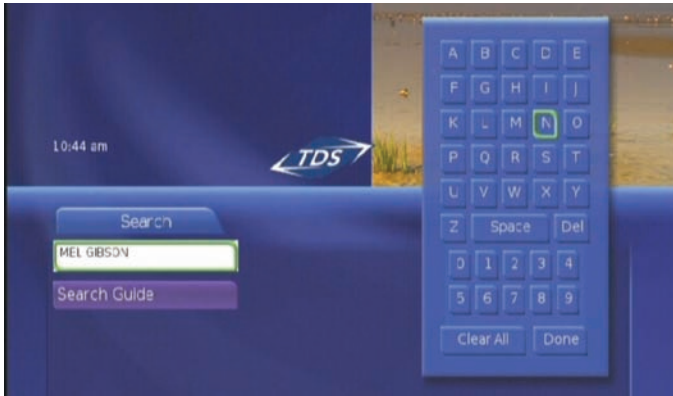 10:44 am
TDS
Search
MEL GIBSON
Search Guide
A B C D E
F G H I J
K L M N O
P Q R S T
U V W X Y
Z Space Del
0 1 2 3 4
5 6 7 8 9
Clear All Done